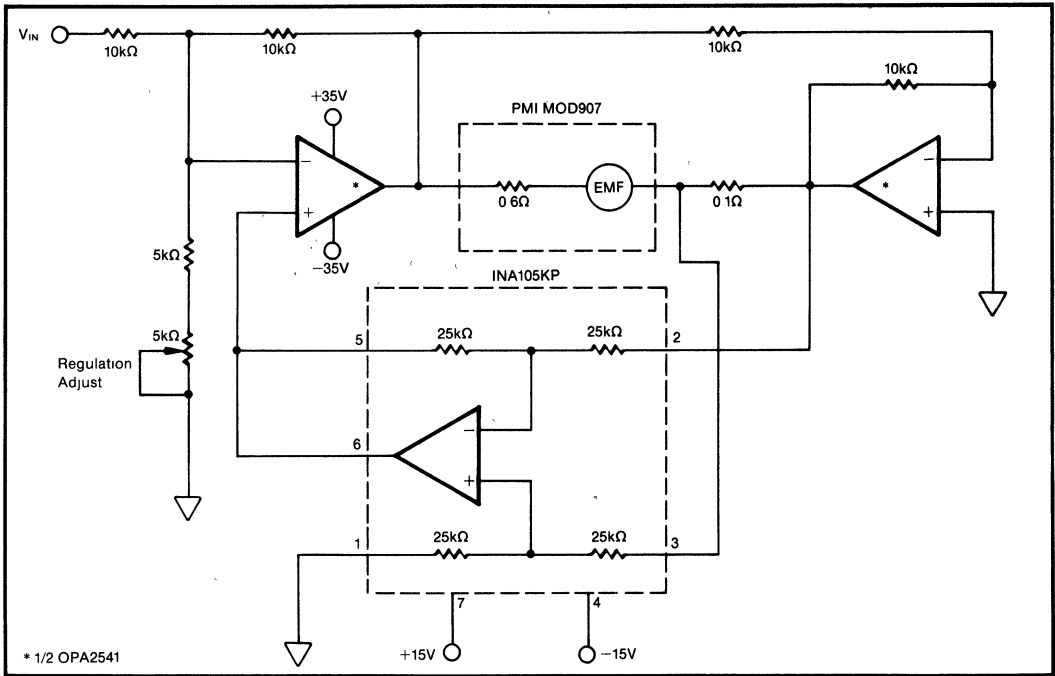 VIN
10kΩ
10kΩ
10kΩ
10kΩ
+35V
PMI MOD907
−
*
+
−35V
0 6Ω
EMF
0 1Ω
−
*
+
5kΩ
5kΩ
Regulation
Adjust
INA105KP
5
25kΩ
25kΩ
2
−
6
+
1
25kΩ
25kΩ
3
7
4
+15V
−15V
* 1/2 OPA2541